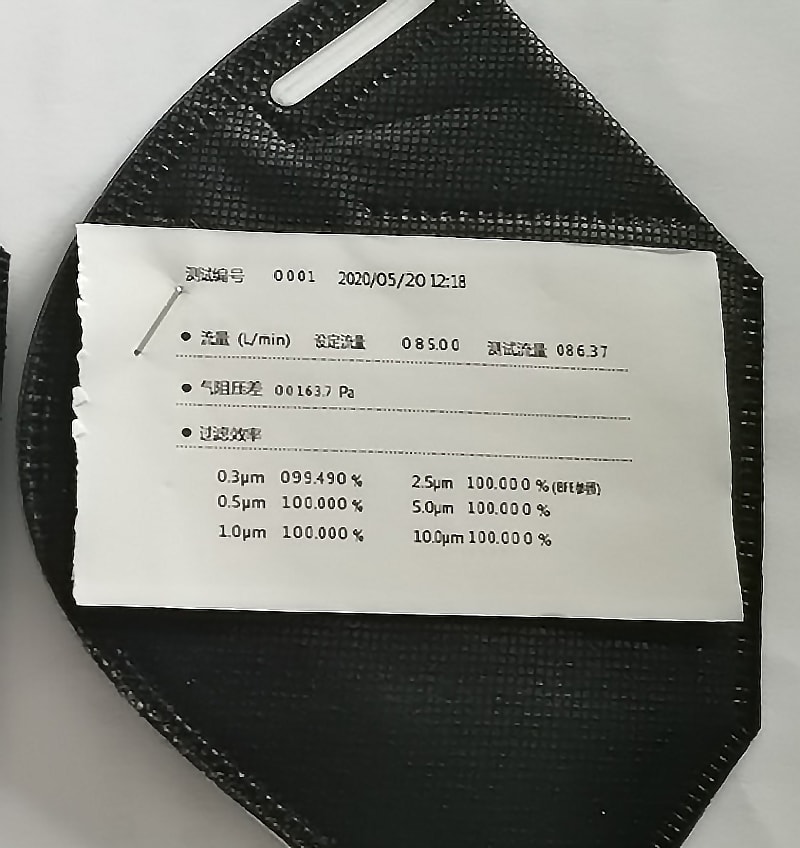 测试编号 0001 2020/05/20 12:18
● 流量 (L/min) 设定流量 085.00 测试流量 086.37
● 气阻压差 00163.7 Pa
● 过滤效率
0.3μm 099.490 % 2.5μm 100.000 % (BFE参考)
0.5μm 100.000 % 5.0μm 100.000 %
1.0μm 100.000 % 10.0μm 100.000 %